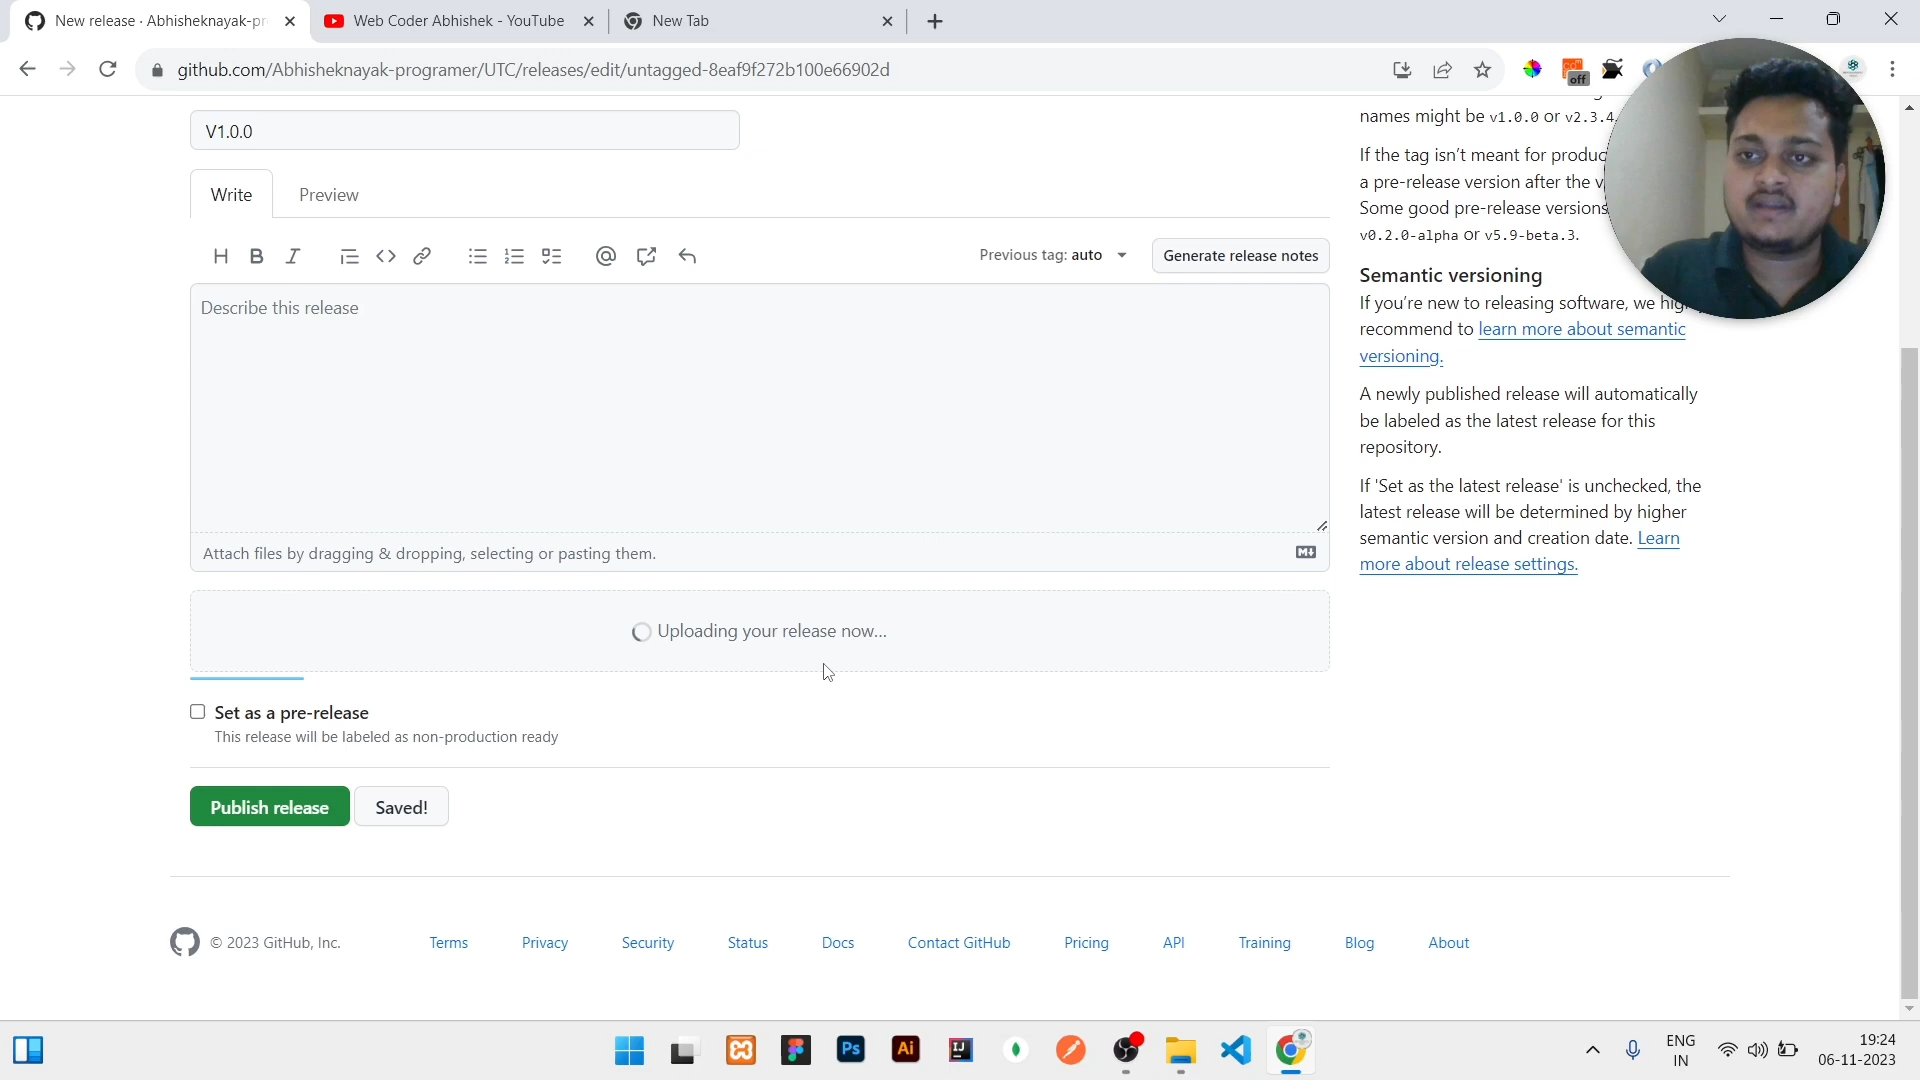 New release · Abhisheknayak-pr
Web Coder Abhishek - YouTube
New Tab
github.com/Abhisheknayak-programer/UTC/releases/edit/untagged-8eaf9f272b100e66902d
off
V1.0.0
names might be v1.0.0 or v2.3.4.
Write
Preview
If the tag isn't meant for
a pre-release version after the
Some good pre-release versions
v0.2.0-alpha or v5.9-beta.3.
Previous tag: auto
Generate release notes
Semantic versioning
If you're new to releasing software, we
recommend to learn more about semantic
versioning.
Describe this release
A newly published release will automatically
be labeled as the latest release for this
repository.
If 'Set as the latest release' is unchecked, the
latest release will be determined by higher
semantic version and creation date. Learn
more about release settings.
Attach files by dragging & dropping, selecting or pasting them.
Uploading your release now...
Set as a pre-release
This release will be labeled as non-production ready
Publish release
Saved!
© 2023 GitHub, Inc.
Terms
Privacy
Security
Status
Docs
Contact GitHub
Pricing
API
Training
Blog
About
Ps
Ai
IJ
ENG
IN
19:24
06-11-2023